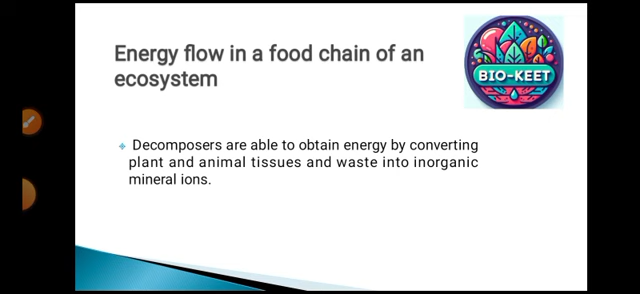 Energy flow in a food chain of an
ecosystem
BIO-KEET
Decomposers are able to obtain energy by converting
plant and animal tissues and waste into inorganic
mineral ions.